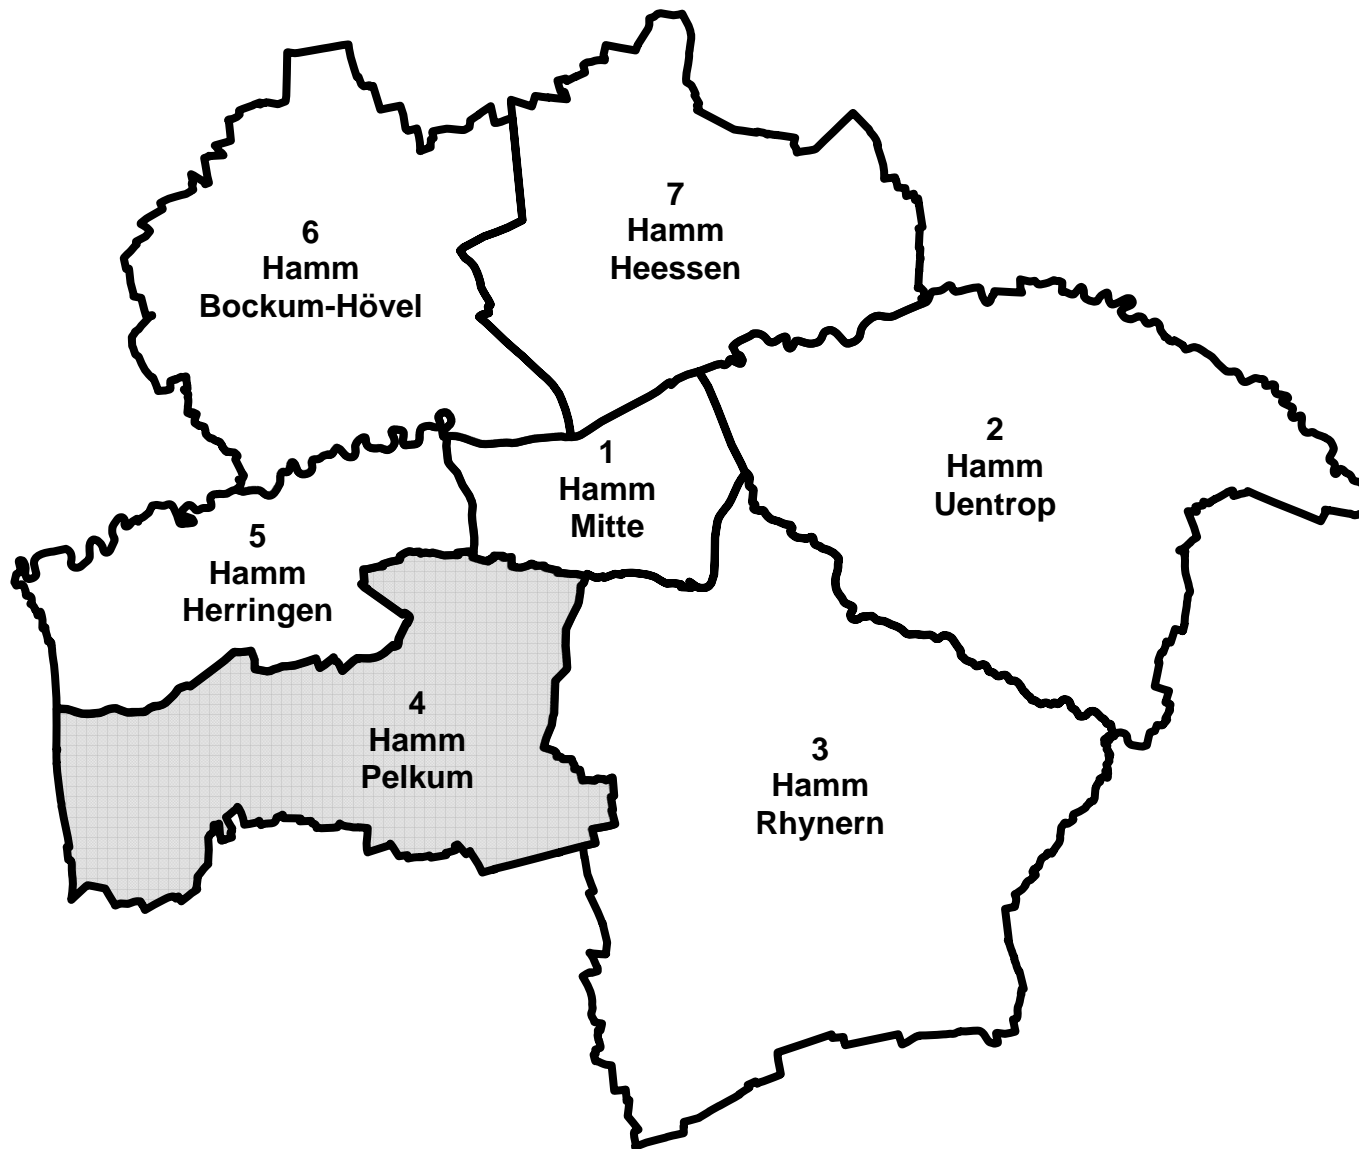 7
Hamm
Heessen
6
Hamm
Bockum-Hövel
2
Hamm
Uentrop
1
Hamm
Mitte
5
Hamm
Herringen
4
Hamm
Pelkum
3
Hamm
Rhynern